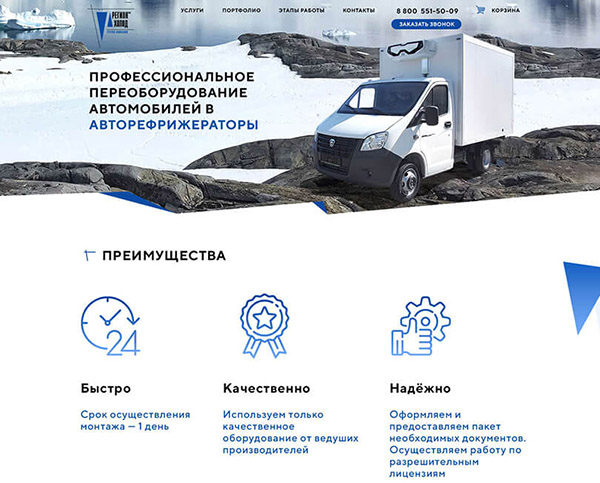 РЕГИОН
ХОЛОД
УСЛУГИ
ПОРТФОЛИО
ЭТАПЫ РАБОТЫ
КОНТАКТЫ
8 800 551-50-09
КОРЗИНА
ЗАКАЗАТЬ ЗВОНОК
ПРОФЕССИОНАЛЬНОЕ
ПЕРЕОБОРУДОВАНИЕ
АВТОМОБИЛЕЙ В
АВТОРЕФРИЖЕРАТОРЫ
ПРЕИМУЩЕСТВА
24
Быстро
Качественно
Надёжно
Срок осуществления
монтажа — 1 день
Используем только
качественное
оборудование от ведущих
производителей
Оформляем и
предоставляем пакет
необходимых документов.
Осуществляем работу по
разрешительным
лицензиям